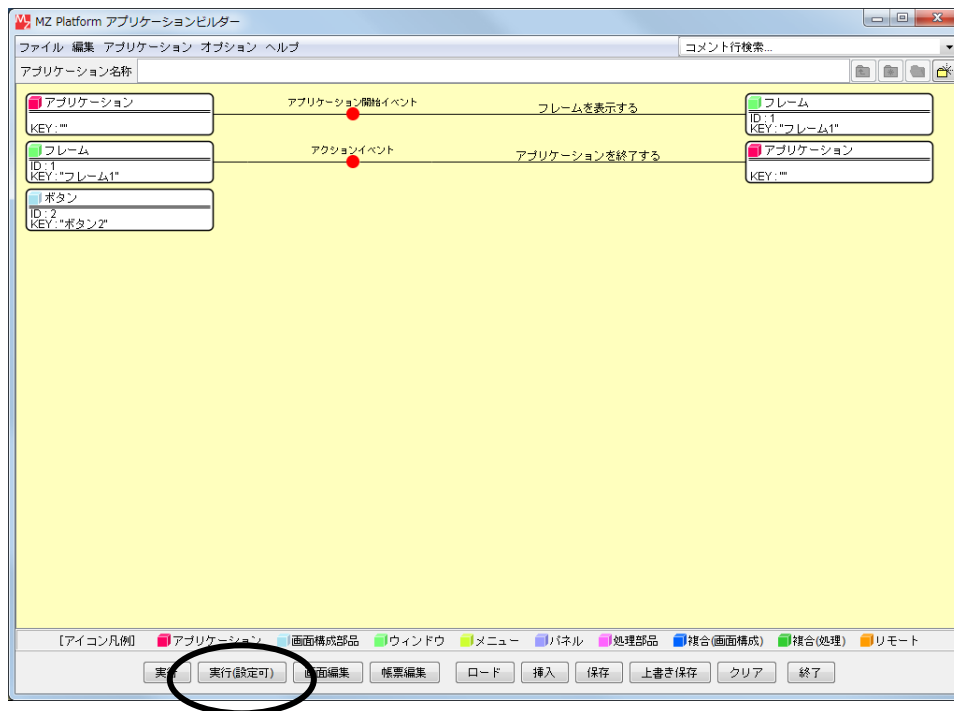 MZ Platform アプリケーションビルダー
ファイル 編集 アプリケーション オプション ヘルプ
コメント行検索...
アプリケーション名称
アプリケーション
KEY:""
アプリケーション開始イベント
フレームを表示する
フレーム
ID:1
KEY:"フレーム1"
フレーム
ID:1
KEY:"フレーム1"
アクションイベント
アプリケーションを終了する
アプリケーション
KEY:""
ボタン
ID:2
KEY:"ボタン2"
[アイコン凡例] アプリケーション 画面構成部品 ウィンドウ メニュー パネル 処理部品 複合(画面構成) 複合(処理) リモート
実行 実行(設定可) 画面編集 帳票編集 ロード 挿入 保存 上書き保存 クリア 終了